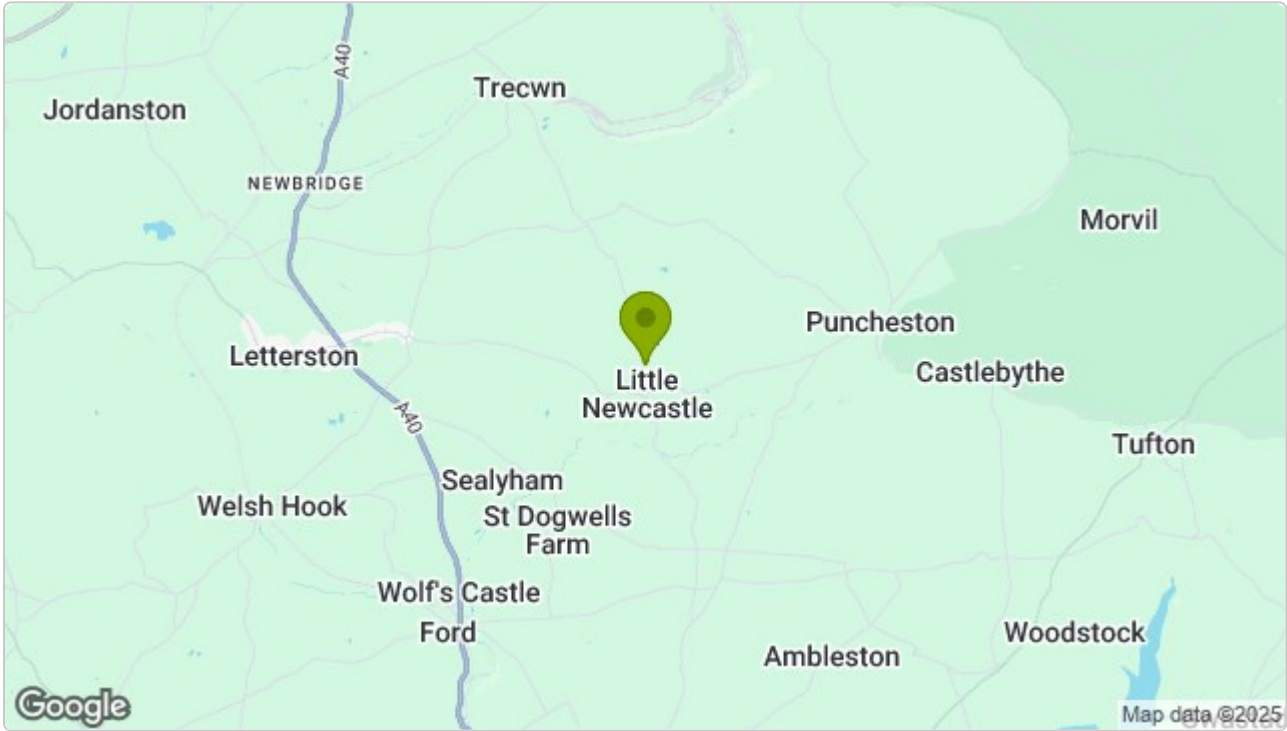 A40
Trecwn
Jordanston
NEWBRIDGE
Morvil
Puncheston
Letterston
Castlebythe
Little
Newcastle
A40
Tufton
Sealyham
Welsh Hook
St Dogwells
Farm
Wolf's Castle
Ford
Woodstock
Ambleston
Google
Map data ©2025